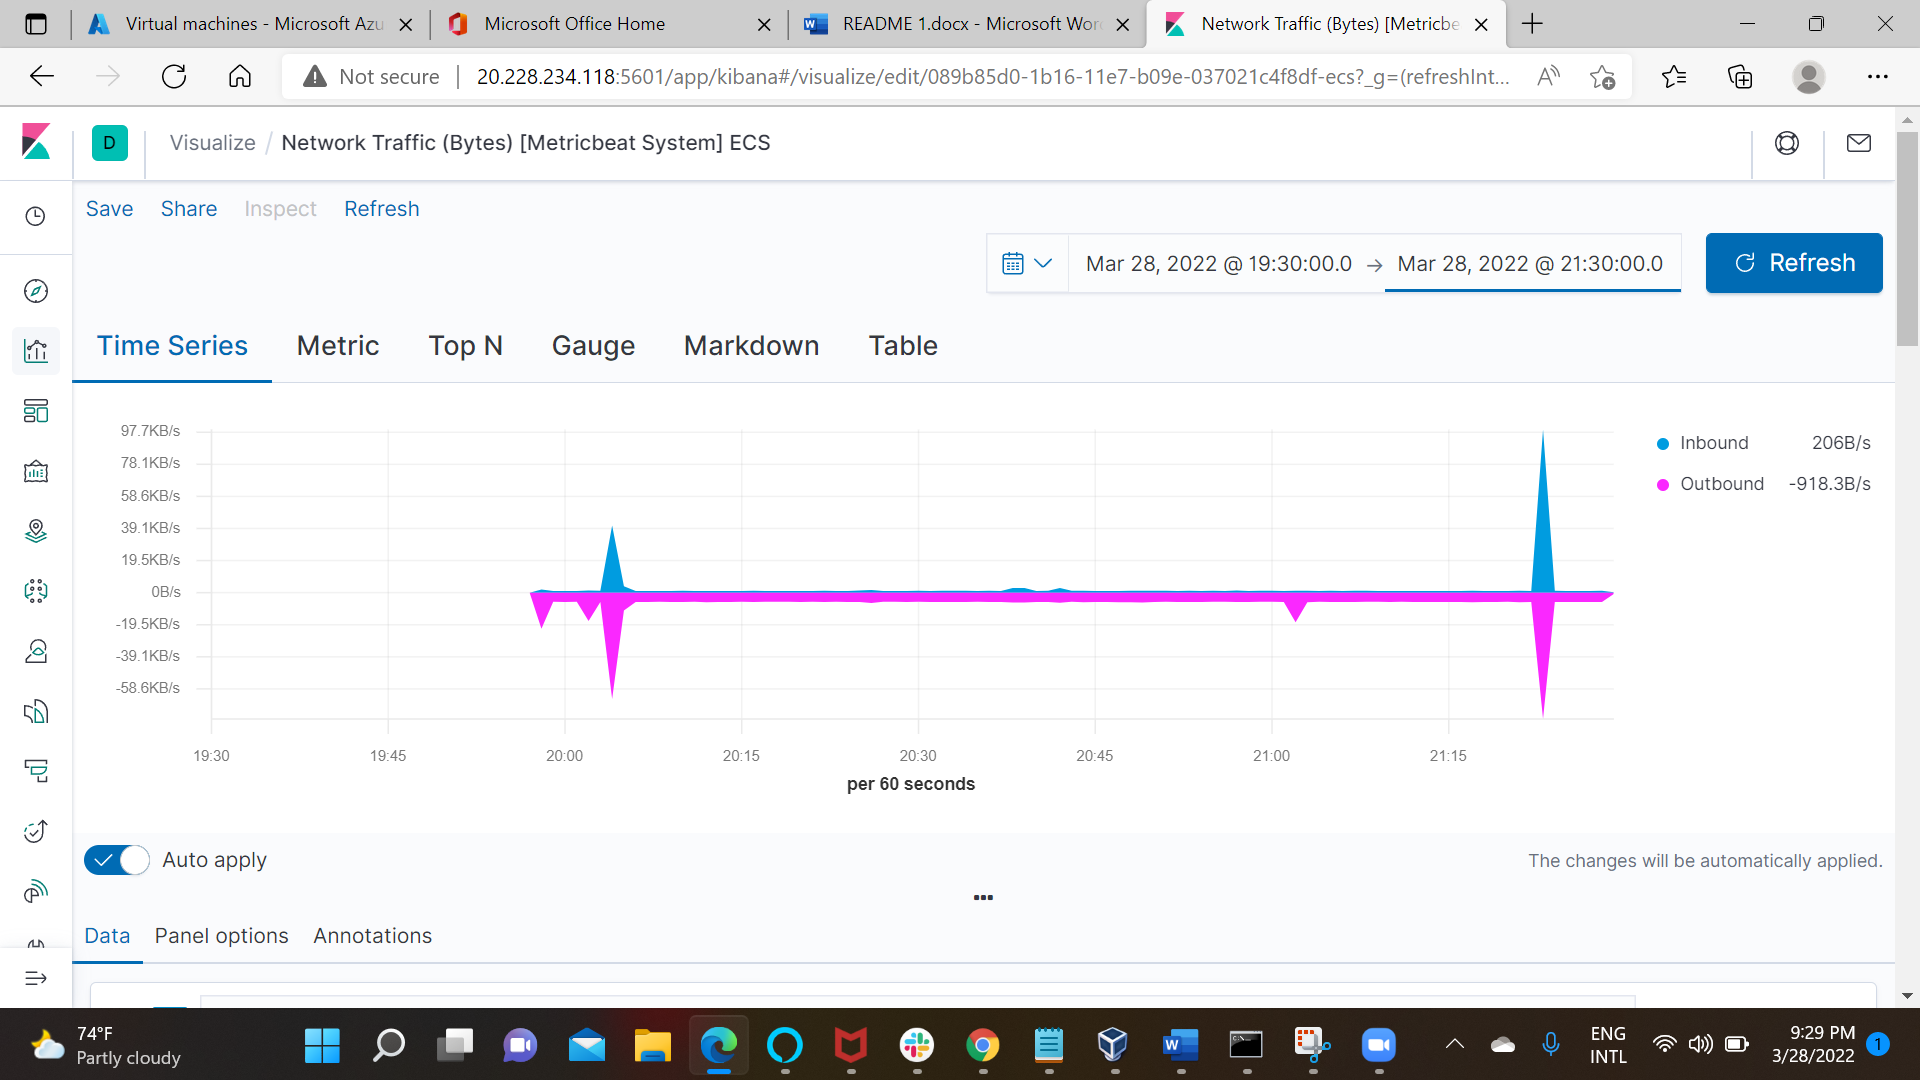 Virtual machines - Microsoft Azu
Microsoft Office Home
README 1.docx - Microsoft Wor
Network Traffic (Bytes) [Metricbe
Not secure
20.228.234.118:5601/app/kibana#/visualize/edit/089b85d0-1b16-11e7-b09e-037021c4f8df-ecs?_g=(refreshInt...
D
Visualize / Network Traffic (Bytes) [Metricbeat System] ECS
Save Share Inspect Refresh
Mar 28, 2022 @ 19:30:00.0 → Mar 28, 2022 @ 21:30:00.0
Refresh
Time Series Metric Top N Gauge Markdown Table
97.7KB/s
78.1KB/s
58.6KB/s
39.1KB/s
19.5KB/s
0B/s
-19.5KB/s
-39.1KB/s
-58.6KB/s
19:30 19:45 20:00 20:15 20:30 20:45 21:00 21:15
per 60 seconds
Inbound 206B/s
Outbound -918.3B/s
Auto apply
The changes will be automatically applied.
Data Panel options Annotations
74°F
Partly cloudy
ENG
INTL
9:29 PM
3/28/2022
1